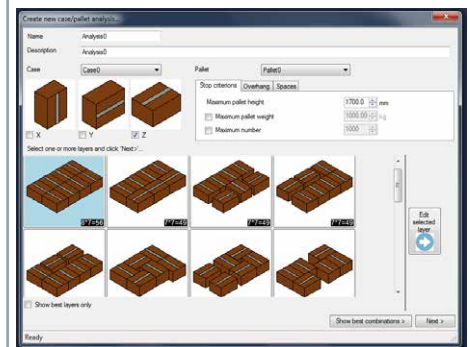 Create new case/pallet analysis...
Name Analysis0
Description Analysis0
Case Case0 Pallet Pallet0
Stop criterions Overhang Spaces
Maximum pallet height 1700.0 mm
Maximum pallet weight 1000.00 kg
Maximum number 1000
X Y Z
Select one or more layers and click 'Next>'...
8*7=56 7*7=49 7*7=49 7*7=49
Edit
selected
layer
Show best layers only
Show best combinations > Next >
Ready